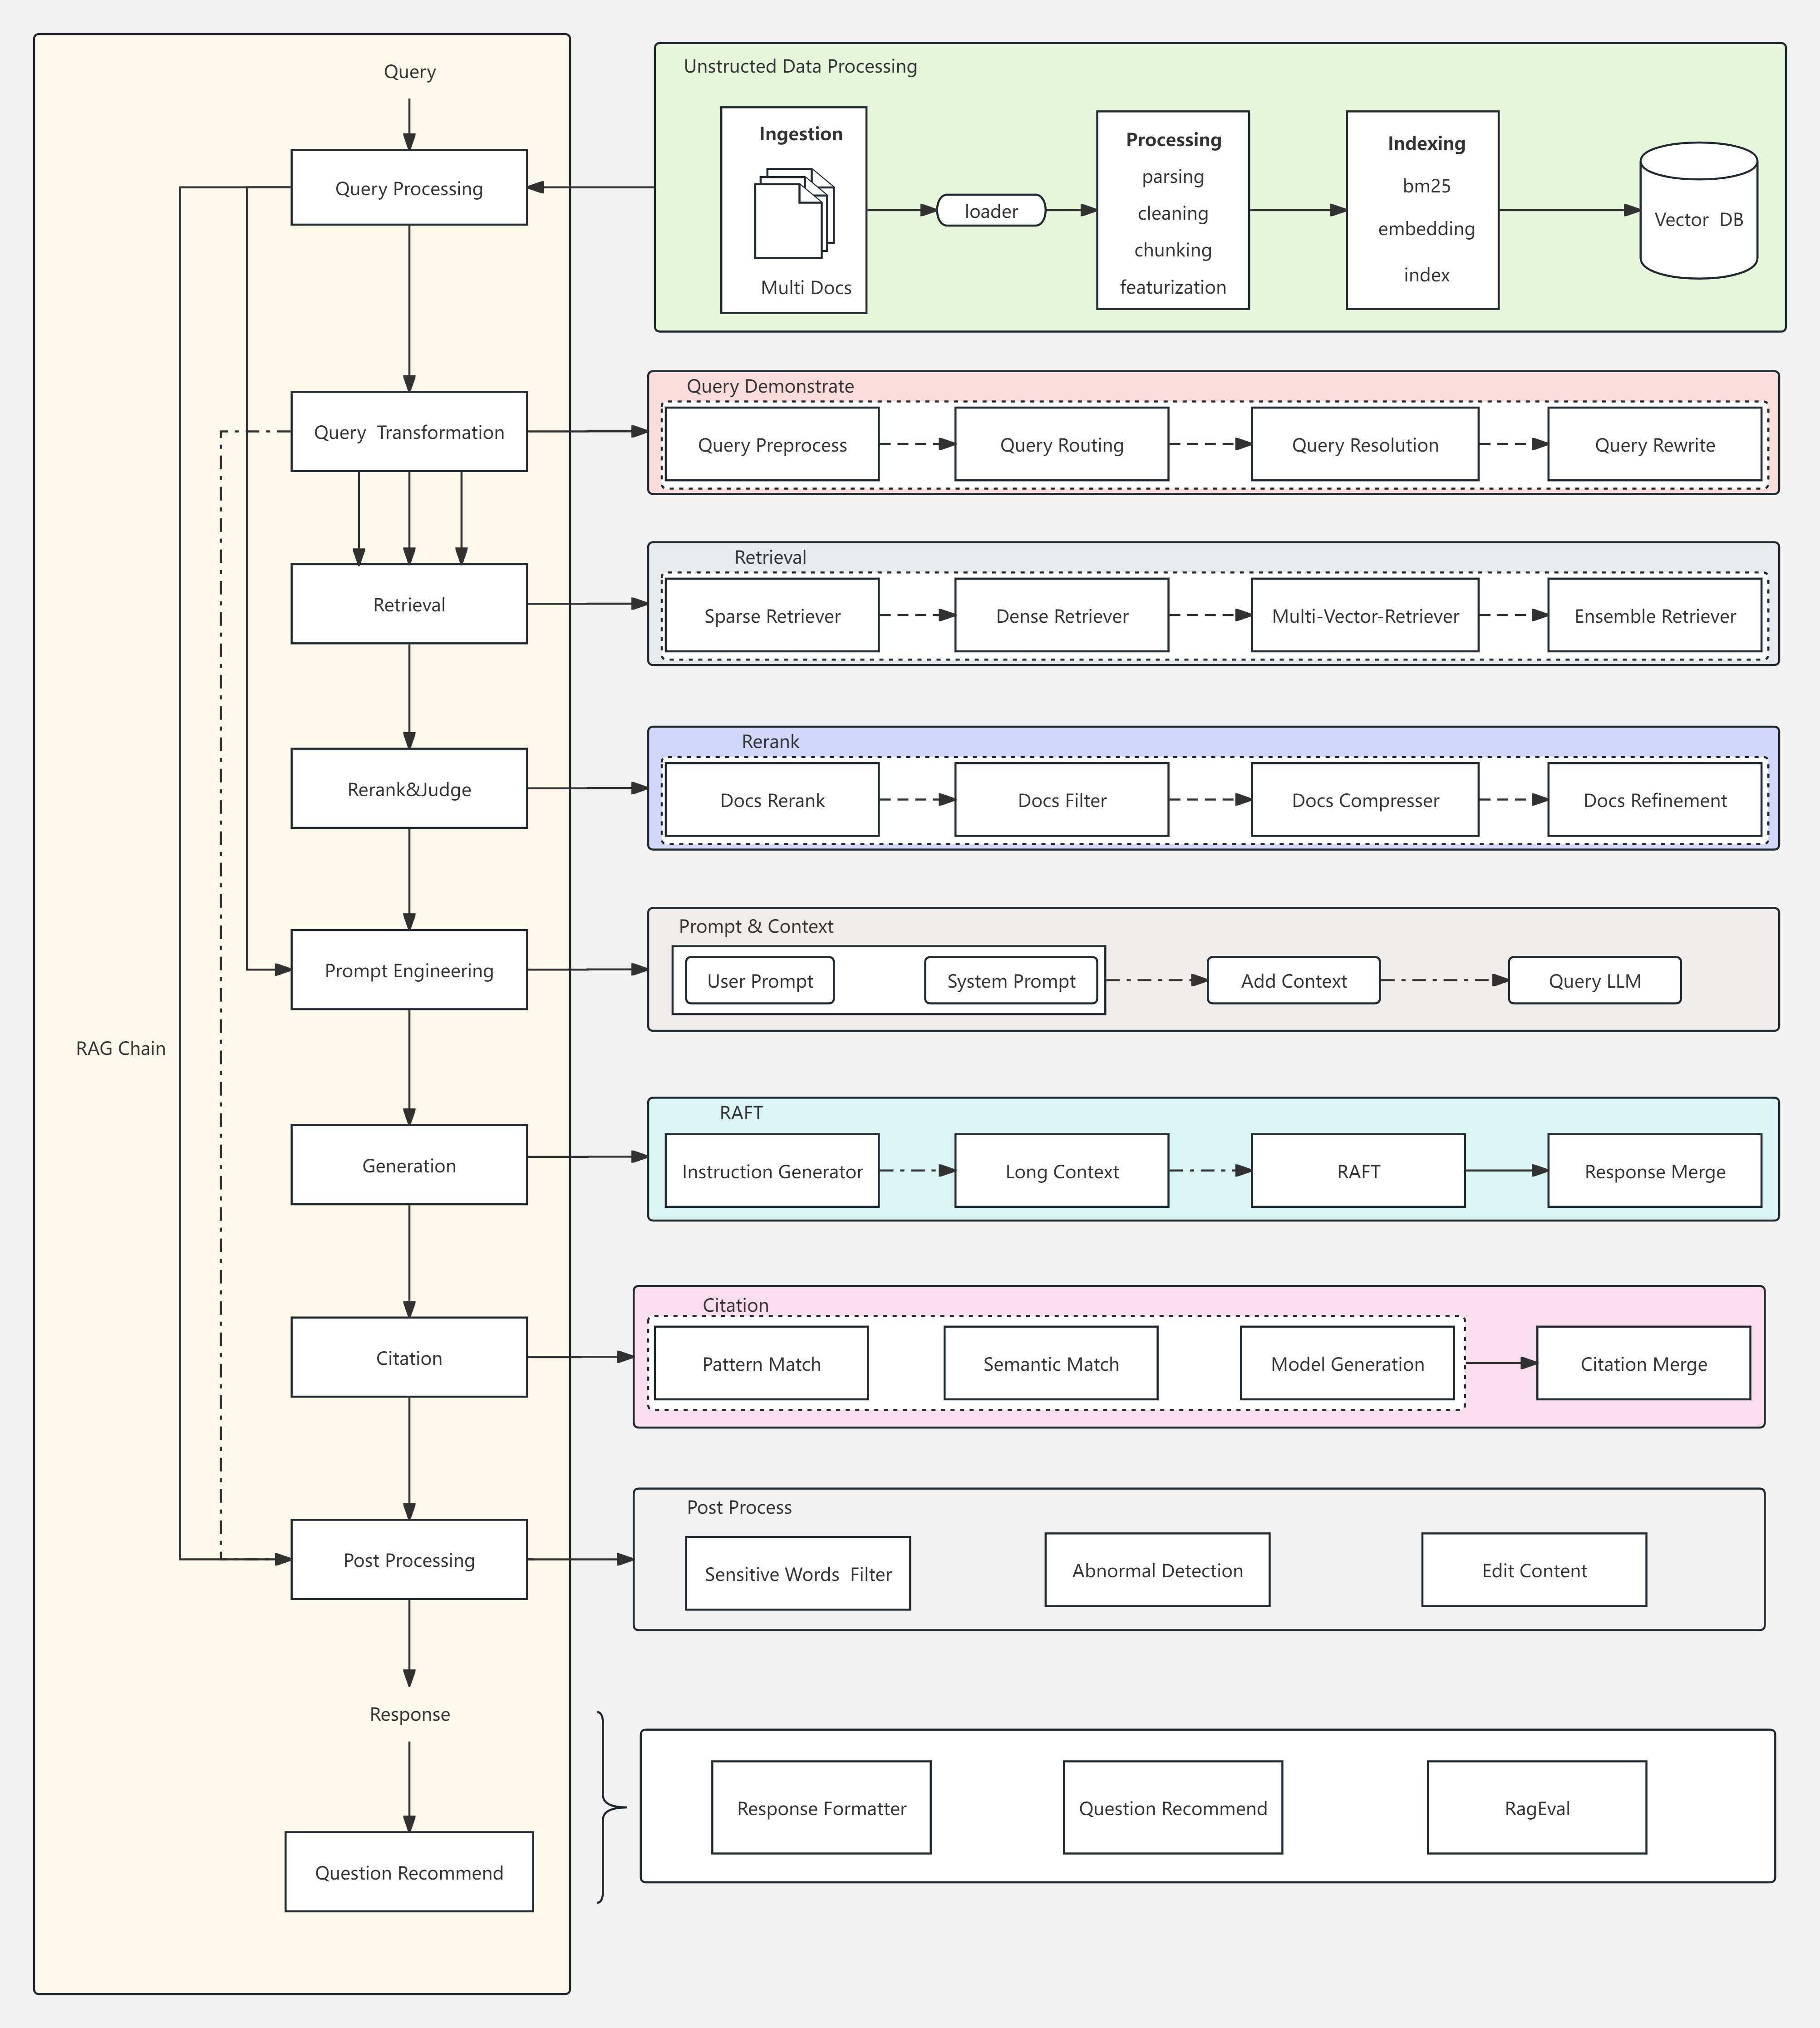 Query
Query Processing
Query  Transformation
Retrieval
Rerank&Judge
Prompt Engineering
RAG Chain
Generation
Citation
Post Processing
Response
Question Recommend
Unstructed Data Processing
Ingestion
Multi Docs
loader
Processing
parsing
cleaning
chunking
featurization
Indexing
bm25
embedding
index
Vector  DB
Query Demonstrate
Query Preprocess
Query Routing
Query Resolution
Query Rewrite
Retrieval
Sparse Retriever
Dense Retriever
Multi-Vector-Retriever
Ensemble Retriever
Rerank
Docs Rerank
Docs Filter
Docs Compresser
Docs Refinement
Prompt & Context
User Prompt
System Prompt
Add Context
Query LLM
RAFT
Instruction Generator
Long Context
RAFT
Response Merge
Citation
Pattern Match
Semantic Match
Model Generation
Citation Merge
Post Process
Sensitive Words  Filter
Abnormal Detection
Edit Content
Response Formatter
Question Recommend
RagEval